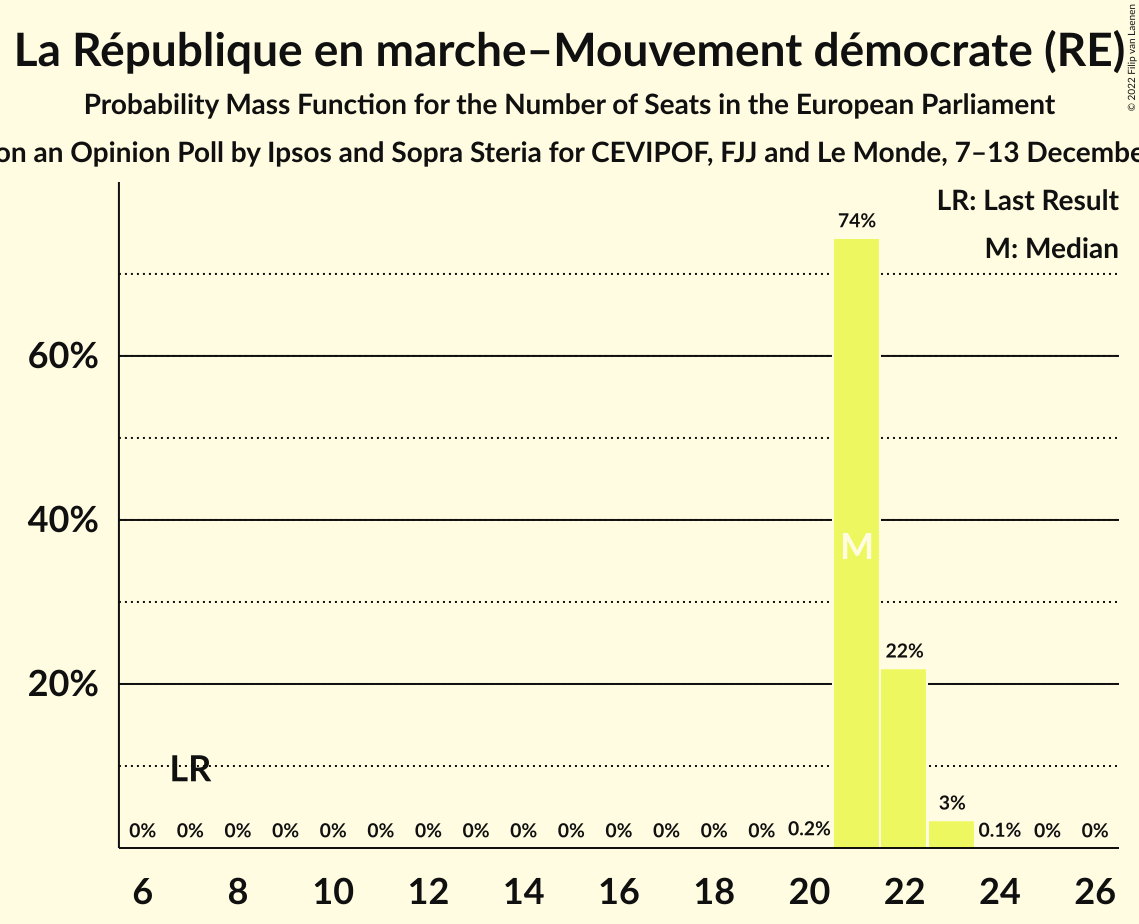 La République en marche–Mouvement démocrate (RE)
© 2022 Filip van Laenen
Probability Mass Function for the Number of Seats in the European Parliament
on an Opinion Poll by Ipsos and Sopra Steria for CEVIPOF, FJJ and Le Monde, 7–13 Decembe
LR: Last Result
M: Median
74%
60%
40%
M
22%
20%
LR
3%
0% 0% 0% 0% 0% 0% 0% 0% 0% 0% 0% 0% 0% 0% 0.2% 0.1% 0% 0%
6 8 10 12 14 16 18 20 22 24 26